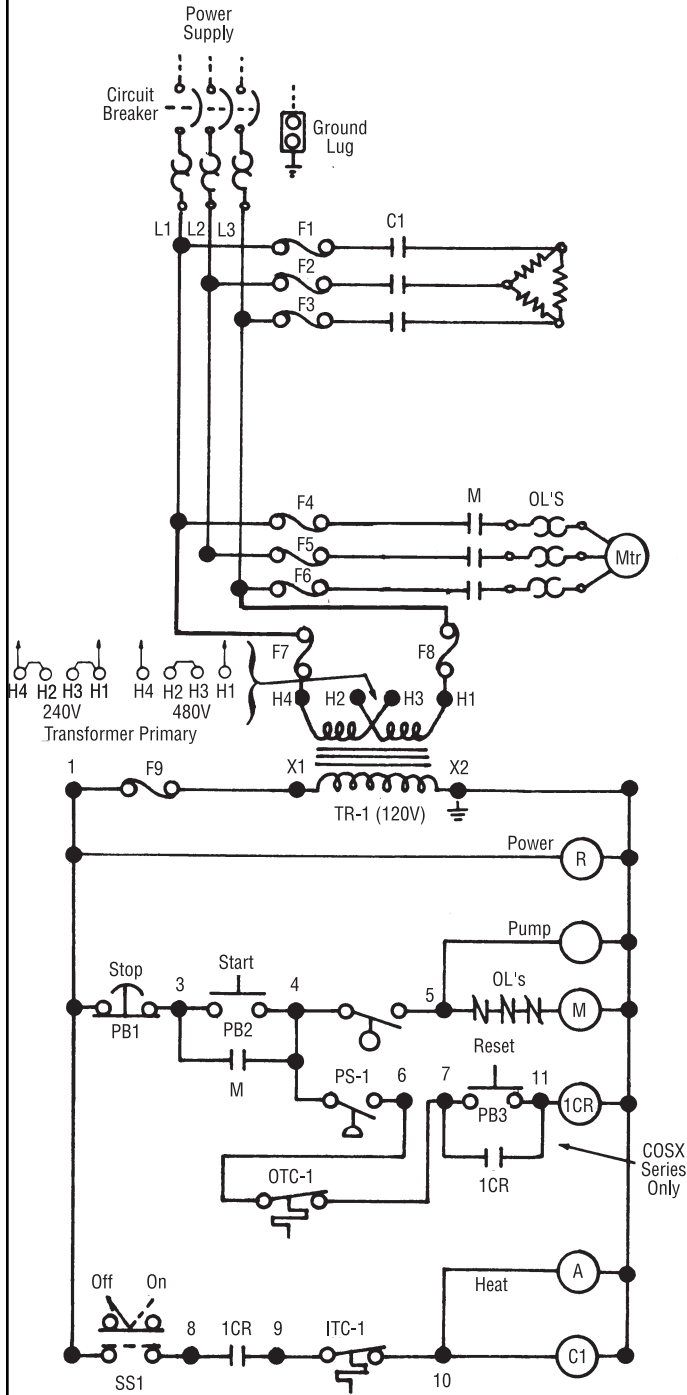 Power
Supply
Circuit
Breaker
Ground
Lug
L1 L2 L3
F1 C1
F2
F3
F4 M OL'S
F5
F6
Mtr
F7 F8
H4 H2 H3 H1 H4 H2 H3 H1
240V 480V
Transformer Primary
H4 H2 H3 H1
1 F9 X1 X2
TR-1 (120V)
Power R
Pump
Stop 3 Start 4 5 OL's
PB1 PB2 M
M
Reset
PS-1 6 7 11
PB3 1CR
1CR
COSX
Series
Only
OTC-1
Off On
Heat A
8 1CR 9 ITC-1
10 C1
SS1